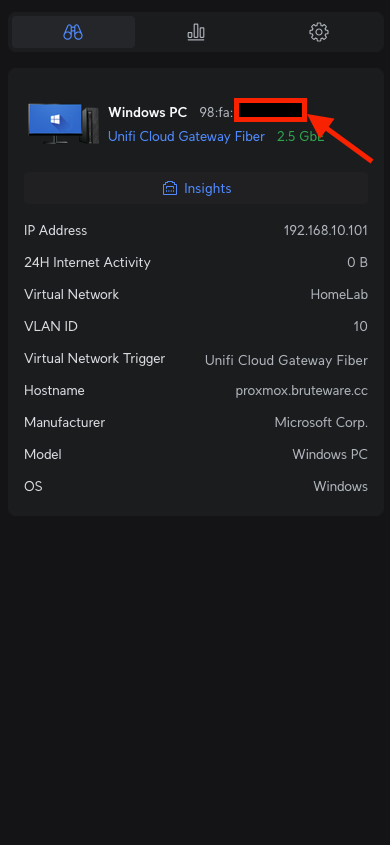 Windows PC 98:fa:
Unifi Cloud Gateway Fiber 2.5 GbE
Insights
IP Address 192.168.10.101
24H Internet Activity 0 B
Virtual Network HomeLab
VLAN ID 10
Virtual Network Trigger Unifi Cloud Gateway Fiber
Hostname proxmox.bruteware.cc
Manufacturer Microsoft Corp.
Model Windows PC
OS Windows